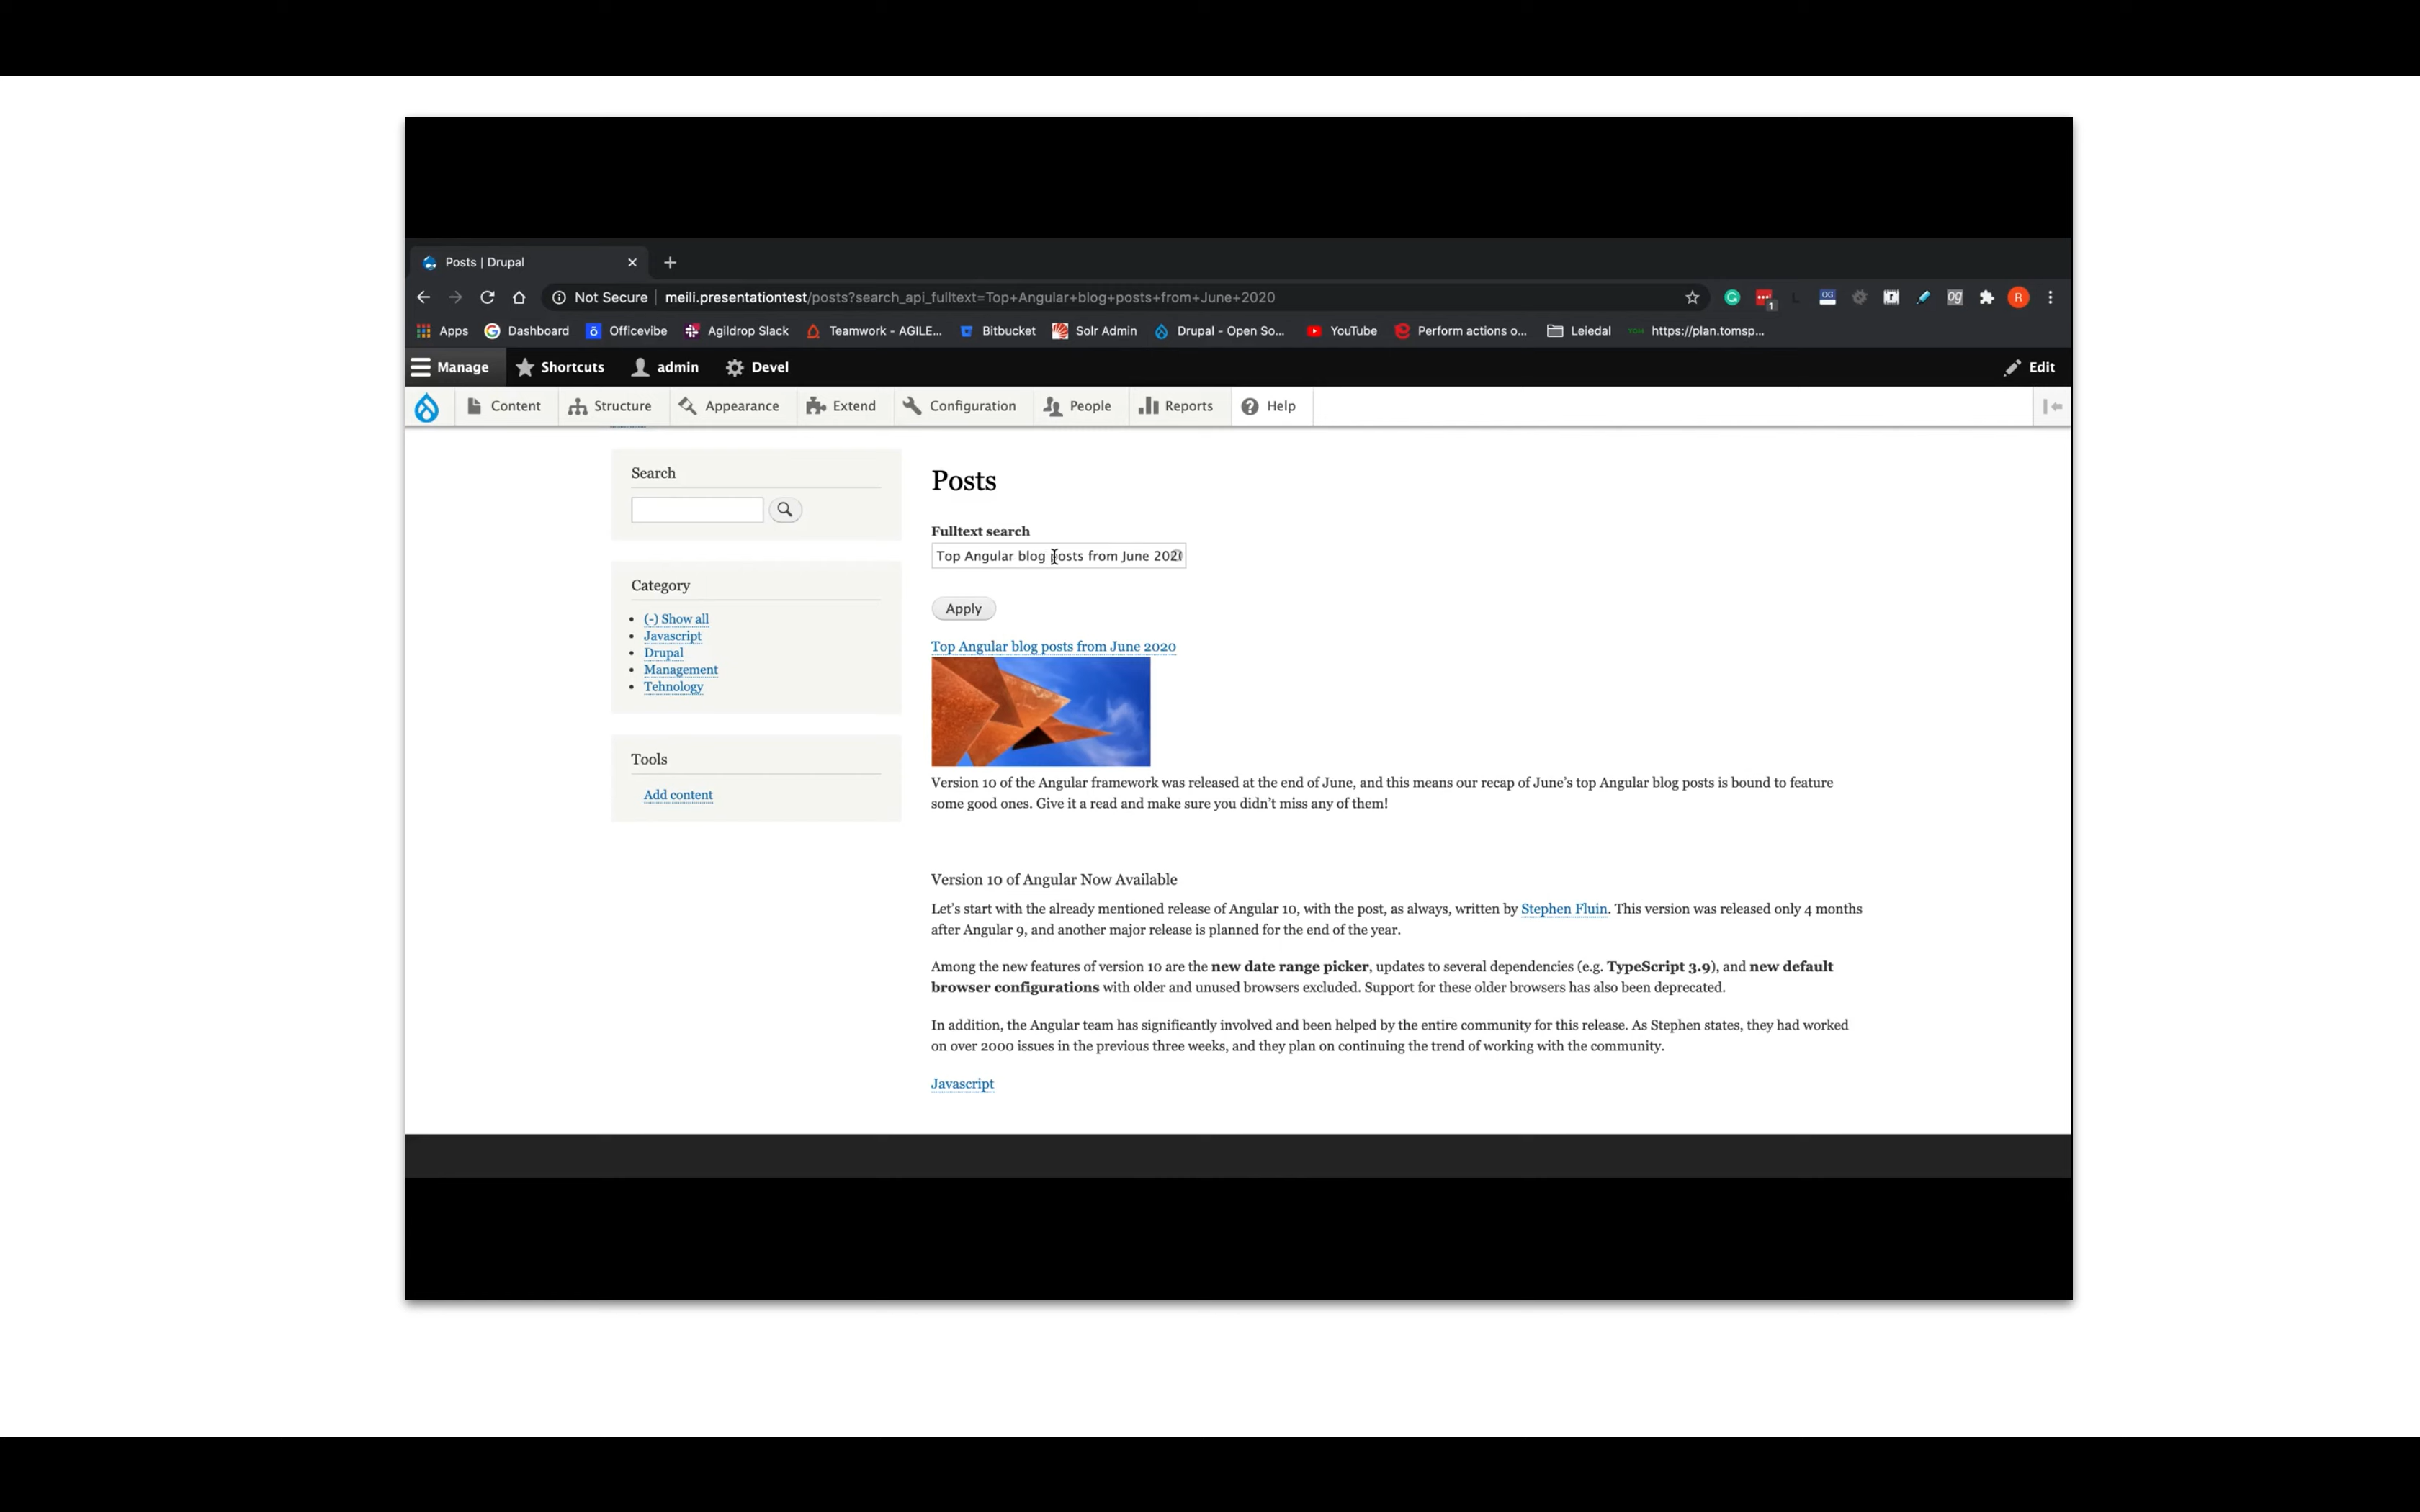 Posts | Drupal
Not Secure | meili.presentationtest/posts?search_api_fulltext=Top+Angular+blog+posts+from+June+2020
Apps Dashboard Officevibe Agildrop Slack Teamwork - AGILE... Bitbucket Solr Admin Drupal - Open So... YouTube Perform actions o... Leiedal https://plan.tomsp...
Manage Shortcuts admin Devel Edit
Content Structure Appearance Extend Configuration People Reports Help
Search
Category
(-) Show all
Javascript
Drupal
Management
Tehnology
Tools
Add content
Posts
Fulltext search
Top Angular blog posts from June 2020
Apply
Top Angular blog posts from June 2020
Version 10 of the Angular framework was released at the end of June, and this means our recap of June's top Angular blog posts is bound to feature
some good ones. Give it a read and make sure you didn't miss any of them!
Version 10 of Angular Now Available
Let's start with the already mentioned release of Angular 10, with the post, as always, written by Stephen Fluin. This version was released only 4 months
after Angular 9, and another major release is planned for the end of the year.
Among the new features of version 10 are the new date range picker, updates to several dependencies (e.g. TypeScript 3.9), and new default
browser configurations with older and unused browsers excluded. Support for these older browsers has also been deprecated.
In addition, the Angular team has significantly involved and been helped by the entire community for this release. As Stephen states, they had worked
on over 2000 issues in the previous three weeks, and they plan on continuing the trend of working with the community.
Javascript